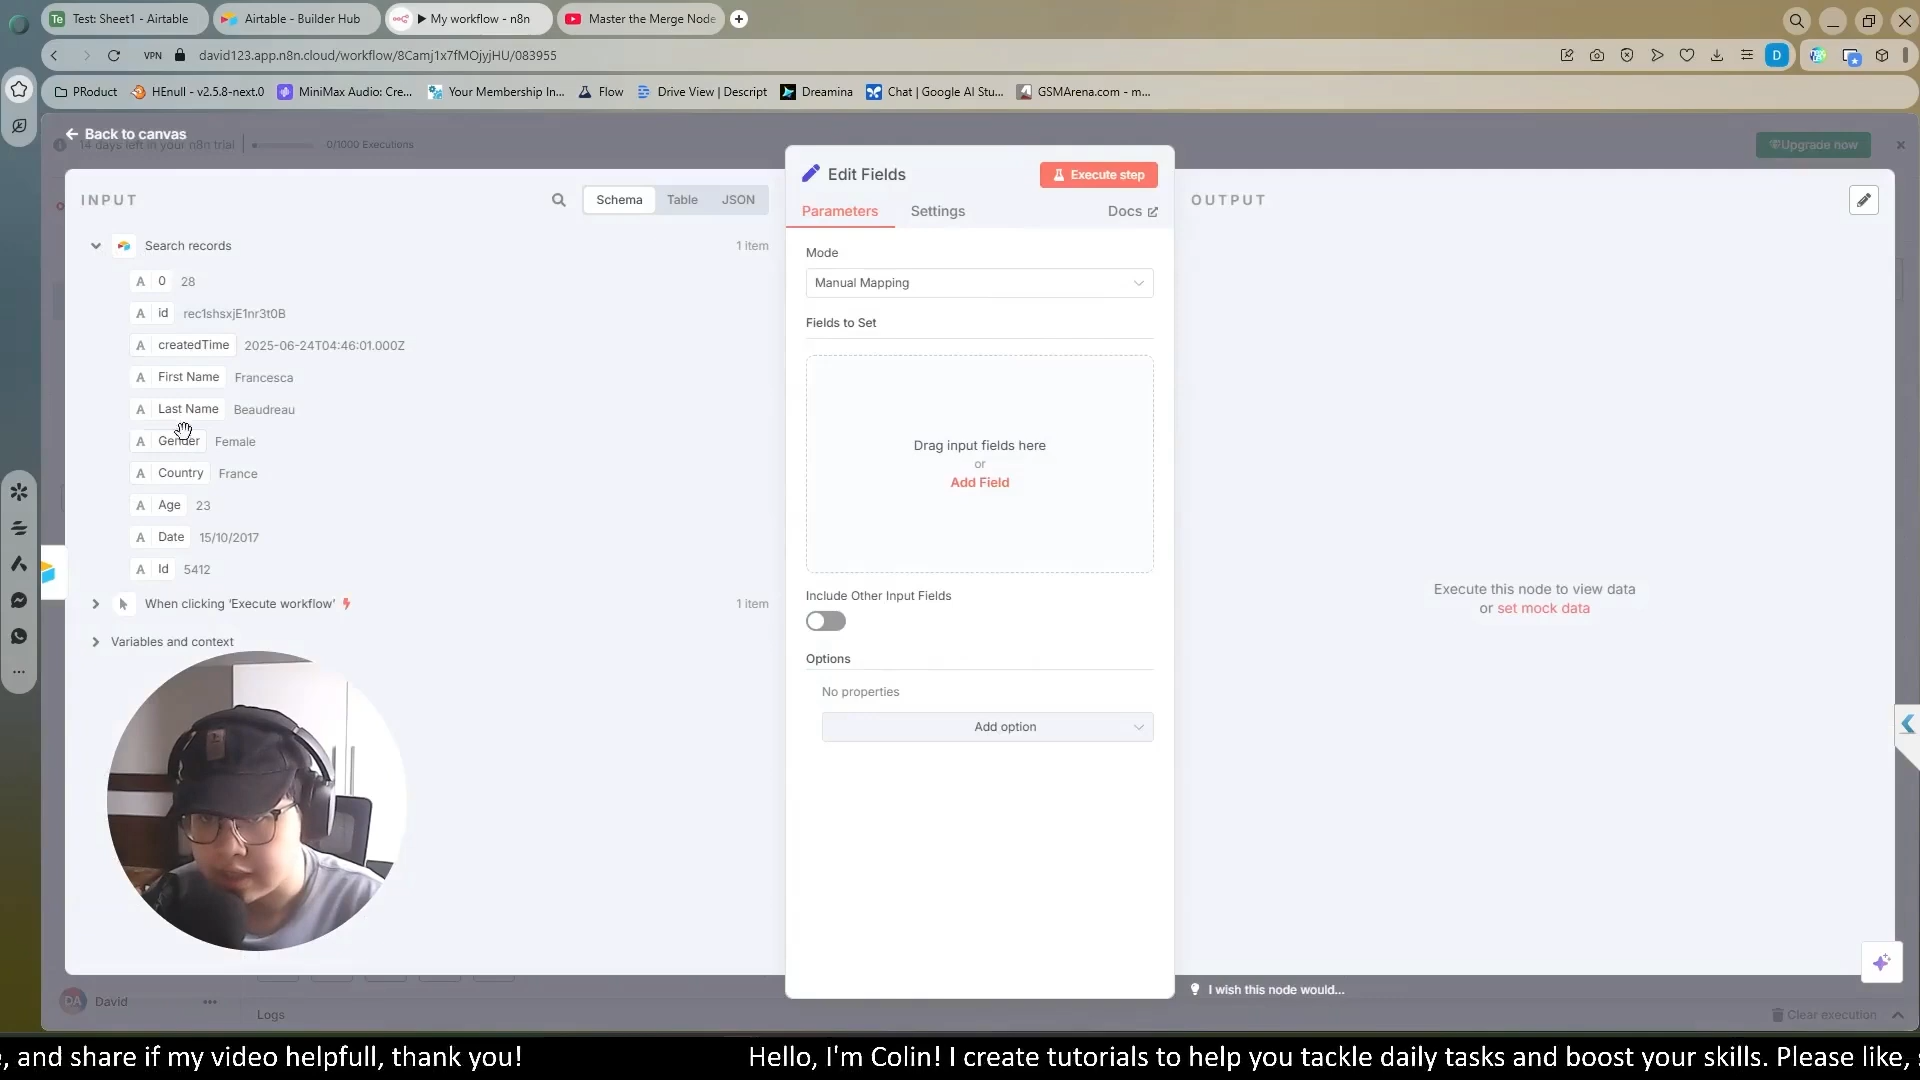 Test: Sheet1 - Airtable
Airtable - Builder Hub
▶ My workflow - n8n
Master the Merge Node
VPN
david123.app.n8n.cloud/workflow/8Camj1x7fMOjyjHU/083955
D
PRoduct
HEnull - v2.5.8-next.0
MiniMax Audio: Cre...
Your Membership In...
Flow
Drive View | Descript
Dreamina
Chat | Google AI Stu...
GSMArena.com - m...
Back to canvas
14 days left in your n8n trial
0/1000 Executions
Upgrade now
INPUT
Schema
Table
JSON
Search records
1 item
A 0 28
A id rec1shsxjE1nr3t0B
A createdTime 2025-06-24T04:46:01.000Z
A First Name Francesca
A Last Name Beaudreau
A Gender Female
A Country France
A Age 23
A Date 15/10/2017
A Id 5412
When clicking ‘Execute workflow’
1 item
Variables and context
Edit Fields
Execute step
Parameters
Settings
Docs
Mode
Manual Mapping
Fields to Set
Drag input fields here
or
Add Field
Include Other Input Fields
Options
No properties
Add option
OUTPUT
Execute this node to view data
or set mock data
I wish this node would...
DA
David
Logs
Clear execution
e, and share if my video helpfull, thank you!
Hello, I'm Colin! I create tutorials to help you tackle daily tasks and boost your skills. Please like,